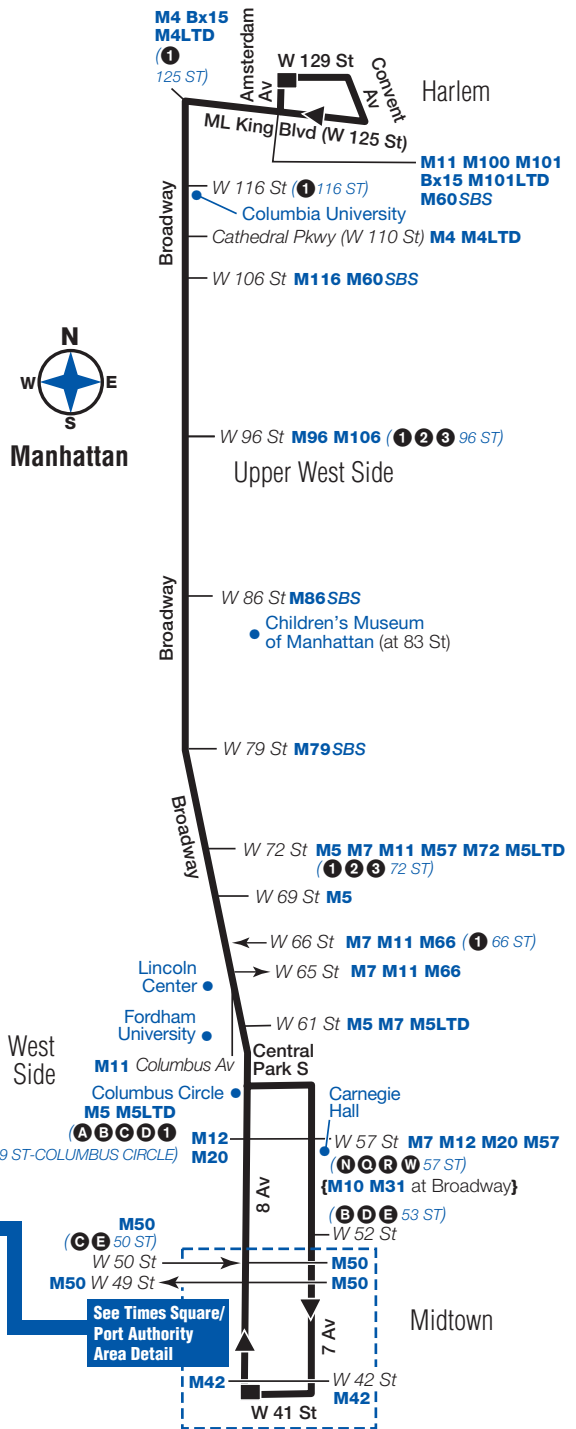 M4 Bx15
M4LTD
(1
125 ST)
Amsterdam
Av
W 129 St
Convent
Av
Harlem
ML King Blvd (W 125 St)
M11 M100 M101
Bx15 M101LTD
M60SBS
Broadway
W 116 St (1 116 ST)
Columbia University
Cathedral Pkwy (W 110 St) M4 M4LTD
W 106 St M116 M60SBS
N
W E
S
Manhattan
W 96 St M96 M106 (1 2 3 96 ST)
Upper West Side
Broadway
W 86 St M86SBS
Children's Museum
of Manhattan (at 83 St)
W 79 St M79SBS
Broadway
W 72 St M5 M7 M11 M57 M72 M5LTD
(1 2 3 72 ST)
W 69 St M5
W 66 St M7 M11 M66 (1 66 ST)
W 65 St M7 M11 M66
Lincoln
Center
Fordham
University
W 61 St M5 M7 M5LTD
West
Side
M11 Columbus Av
Central
Park S
Columbus Circle
M5 M5LTD
(A B C D 1
9 ST-COLUMBUS CIRCLE)
M12
M20
Carnegie
Hall
W 57 St M7 M12 M20 M57
(N Q R W 57 ST)
{M10 M31 at Broadway}
8 Av
(B D E 53 ST)
W 52 St
M50
(C E 50 ST)
W 50 St
M50
M50 W 49 St
M50
See Times Square/
Port Authority
Area Detail
7 Av
Midtown
M42
W 42 St
M42
W 41 St